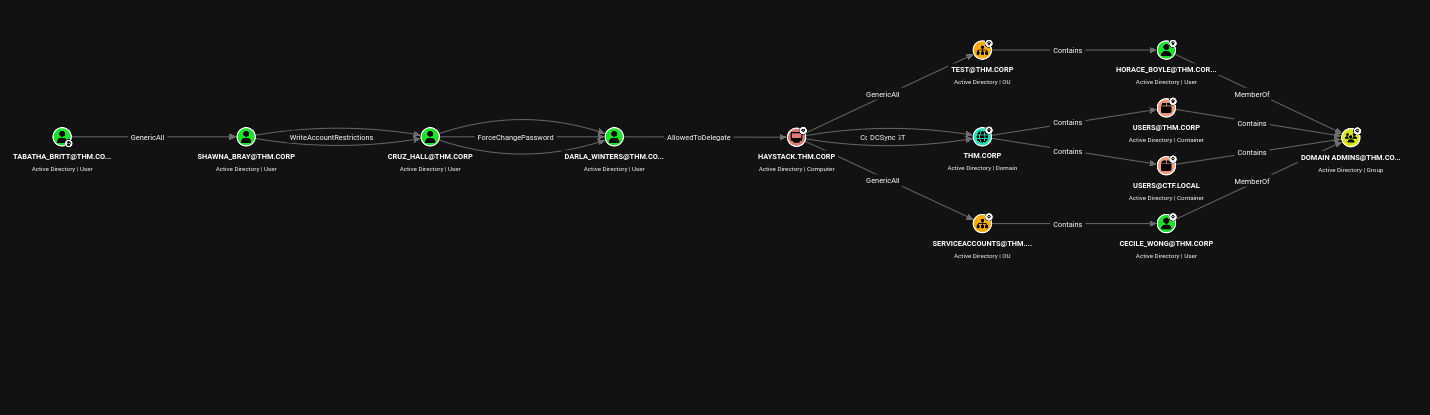 TEST@THM.CORP
Active Directory | OU
Contains
HORACE_BOYLE@THM.COR...
Active Directory | User
GenericAll
MemberOf
TABATHA_BRITT@THM.CO...
Active Directory | User
GenericAll
SHAWNA_BRAY@THM.CORP
Active Directory | User
WriteAccountRestrictions
CRUZ_HALL@THM.CORP
Active Directory | User
ForceChangePassword
DARLA_WINTERS@THM.CO...
Active Directory | User
AllowedToDelegate
HAYSTACK.THM.CORP
Active Directory | Computer
DCSync
THM.CORP
Active Directory | Domain
Contains
USERS@THM.CORP
Active Directory | Container
Contains
Contains
USERS@CTF.LOCAL
Active Directory | Container
Contains
DOMAIN ADMINS@THM.CO...
Active Directory | Group
GenericAll
SERVICEACCOUNTS@THM....
Active Directory | OU
Contains
CECILE_WONG@THM.CORP
Active Directory | User
MemberOf